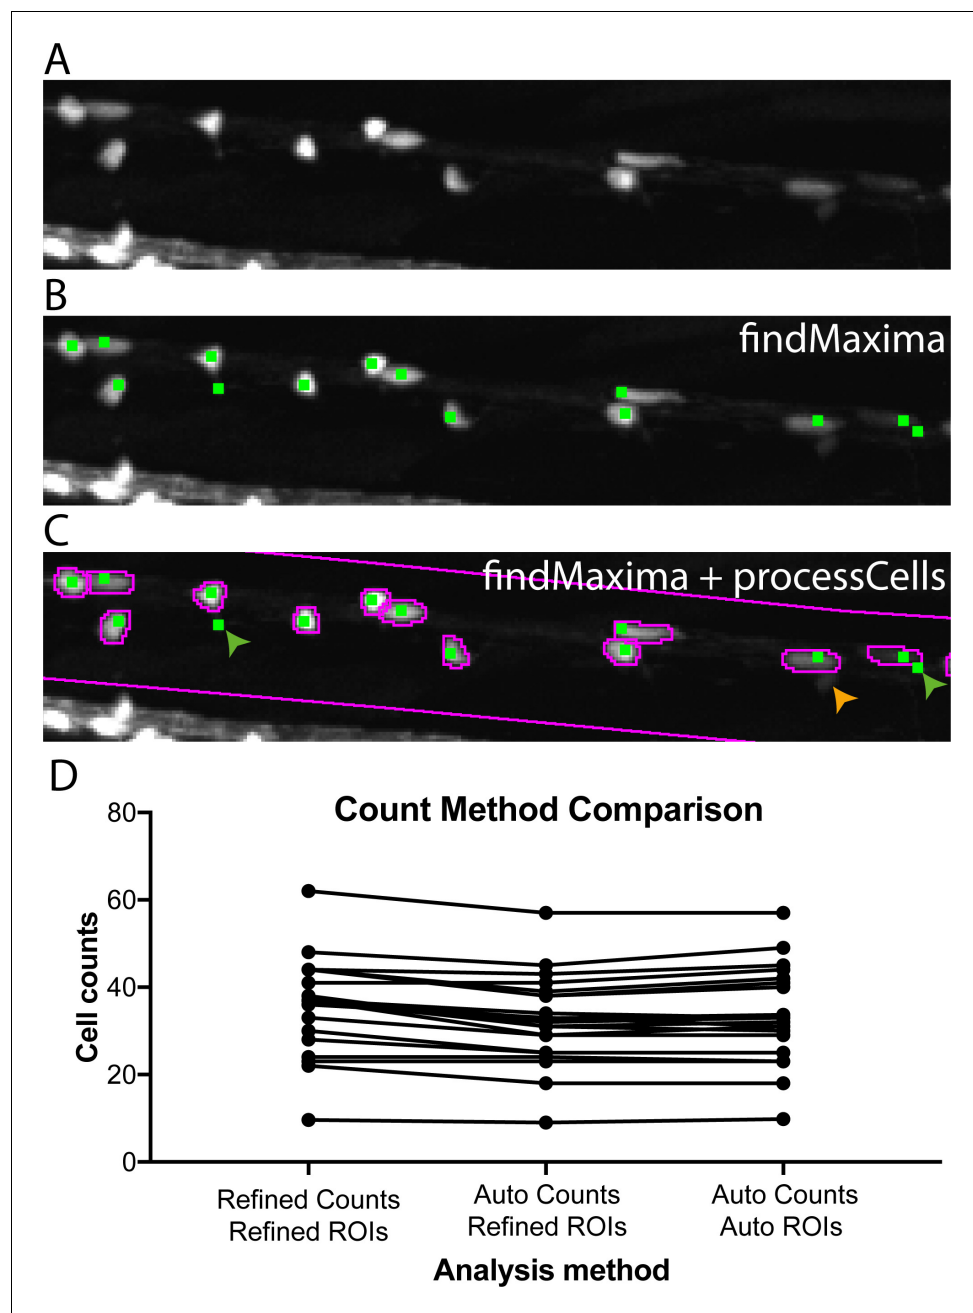 A
B
findMaxima
C
findMaxima + processCells
D
Count Method Comparison
80
60
40
20
0
Cell counts
Refined Counts
Refined ROIs
Auto Counts
Refined ROIs
Auto Counts
Auto ROIs
Analysis method